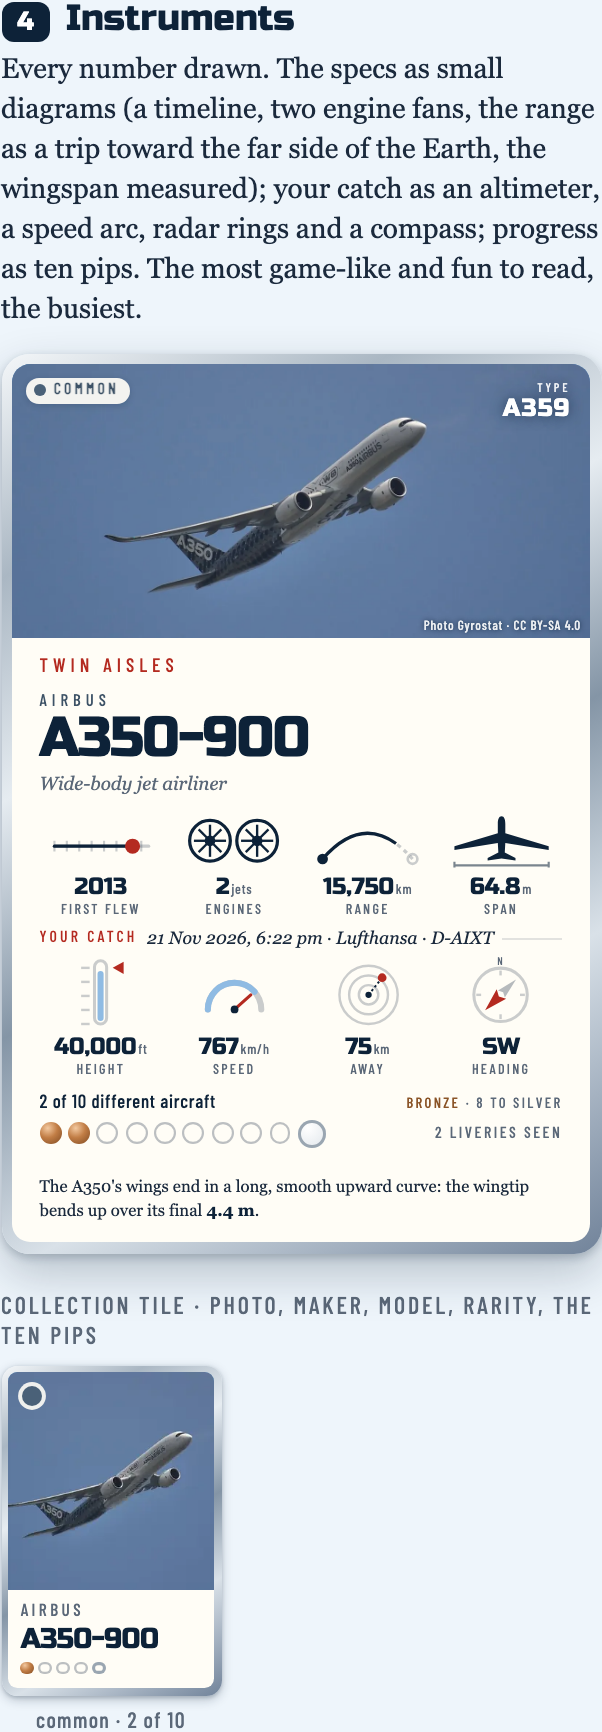 4 Instruments
Every number drawn. The specs as small
diagrams (a timeline, two engine fans, the range
as a trip toward the far side of the Earth, the
wingspan measured); your catch as an altimeter,
a speed arc, radar rings and a compass; progress
as ten pips. The most game-like and fun to read,
the busiest.
COMMON
TYPE
A359
AIRBUS
A350
Photo Gyrostat · CC BY-SA 4.0
TWIN AISLES
AIRBUS
A350-900
Wide-body jet airliner
2013 2 jets 15,750 km 64.8 m
FIRST FLEW ENGINES RANGE SPAN
YOUR CATCH 21 Nov 2026, 6:22 pm · Lufthansa · D-AIXT
N
40,000 ft 767 km/h 75 km SW
HEIGHT SPEED AWAY HEADING
2 of 10 different aircraft BRONZE · 8 TO SILVER
2 LIVERIES SEEN
The A350's wings end in a long, smooth upward curve: the wingtip
bends up over its final 4.4 m.
COLLECTION TILE · PHOTO, MAKER, MODEL, RARITY, THE
TEN PIPS
A350
AIRBUS
A350-900
common · 2 of 10